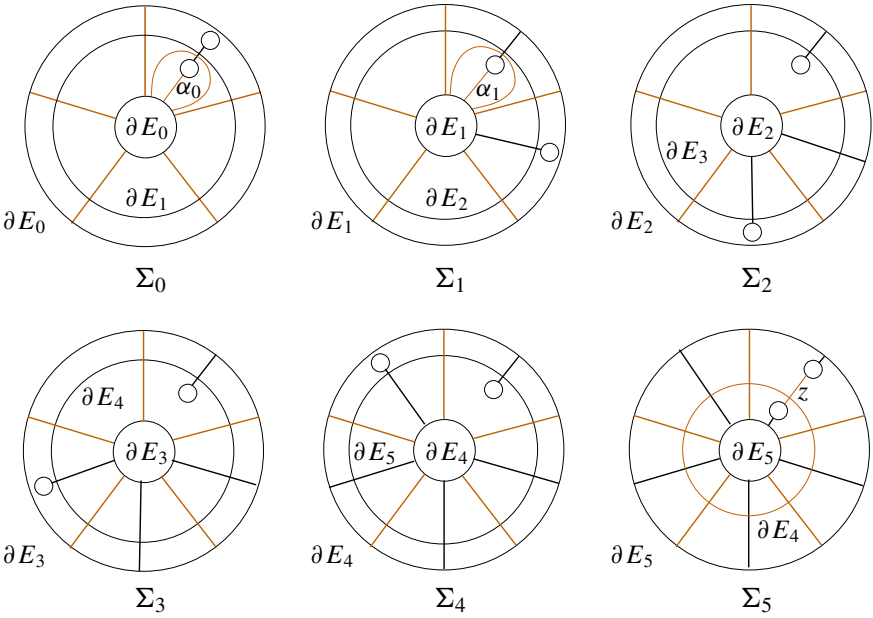 α₀ α₁
∂E₀ ∂E₁ ∂E₂
∂E₃
∂E₁ ∂E₂
∂E₀ ∂E₁ ∂E₂
Σ₀ Σ₁ Σ₂
∂E₄ z
∂E₃ ∂E₅ ∂E₄ ∂E₅
∂E₄
∂E₃ ∂E₄ ∂E₅
Σ₃ Σ₄ Σ₅